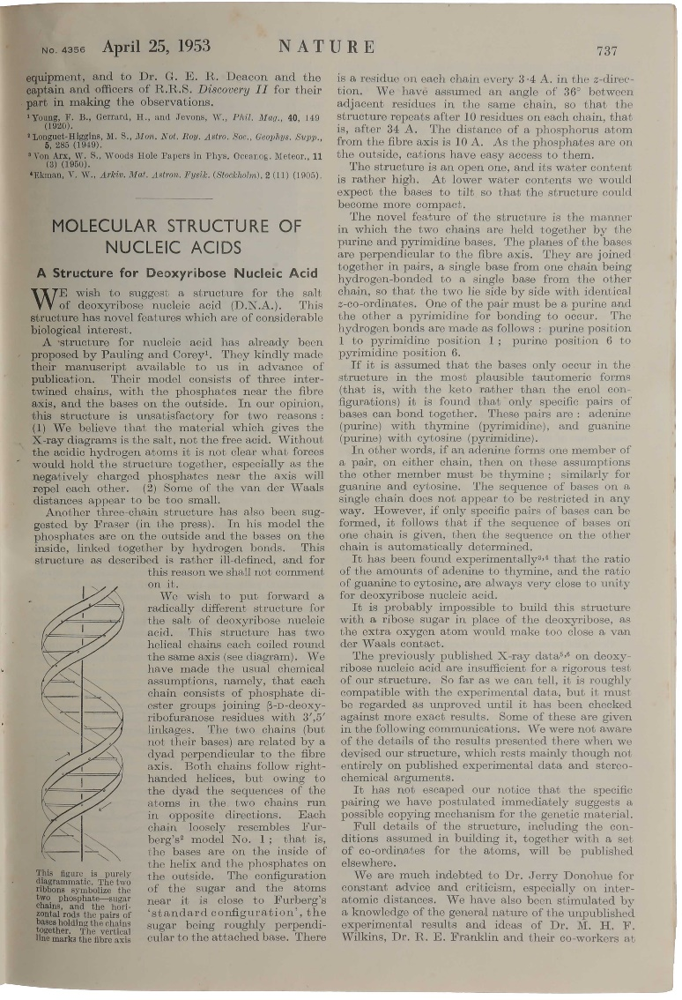 No. 4356 April 25, 1953 NATURE 737
equipment, and to Dr. G. E. R. Deacon and the
captain and officers of R.R.S. Discovery II for their
part in making the observations.
¹ Young, F. B., Gerrard, H., and Jevons, W., Phil. Mag., 40, 149
(1920).
² Longuet-Higgins, M. S., Mon. Not. Roy. Astro. Soc., Geophys. Supp.,
5, 285 (1949).
³ Von Arx, W. S., Woods Hole Papers in Phys. Oceanog. Meteor., 11
(3) (1950).
⁴ Ekman, V. W., Arkiv. Mat. Astron. Fysik. (Stockholm), 2 (11) (1905).
MOLECULAR STRUCTURE OF
NUCLEIC ACIDS
A Structure for Deoxyribose Nucleic Acid
WE wish to suggest a structure for the salt
of deoxyribose nucleic acid (D.N.A.). This
structure has novel features which are of considerable
biological interest.
A structure for nucleic acid has already been
proposed by Pauling and Corey¹. They kindly made
their manuscript available to us in advance of
publication. Their model consists of three inter-
twined chains, with the phosphates near the fibre
axis, and the bases on the outside. In our opinion,
this structure is unsatisfactory for two reasons :
(1) We believe that the material which gives the
X-ray diagrams is the salt, not the free acid. Without
the acidic hydrogen atoms it is not clear what forces
would hold the structure together, especially as the
negatively charged phosphates near the axis will
repel each other. (2) Some of the van der Waals
distances appear to be too small.
Another three-chain structure has also been sug-
gested by Fraser (in the press). In his model the
phosphates are on the outside and the bases on the
inside, linked together by hydrogen bonds. This
structure as described is rather ill-defined, and for
this reason we shall not comment
on it.
We wish to put forward a
radically different structure for
the salt of deoxyribose nucleic
acid. This structure has two
helical chains each coiled round
the same axis (see diagram). We
have made the usual chemical
assumptions, namely, that each
chain consists of phosphate di-
ester groups joining β-D-deoxy-
ribofuranose residues with 3′,5′
linkages. The two chains (but
not their bases) are related by a
dyad perpendicular to the fibre
axis. Both chains follow right-
handed helices, but owing to
the dyad the sequences of the
atoms in the two chains run
in opposite directions. Each
chain loosely resembles Fur-
berg's² model No. 1 ; that is,
the bases are on the inside of
the helix and the phosphates on
the outside. The configuration
of the sugar and the atoms
near it is close to Furberg's
'standard configuration', the
sugar being roughly perpendi-
cular to the attached base. There
This figure is purely
diagrammatic. The two
ribbons symbolize the
two phosphate—sugar
chains, and the hori-
zontal rods the pairs of
bases holding the chains
together. The vertical
line marks the fibre axis
is a residue on each chain every 3·4 A. in the z-direc-
tion. We have assumed an angle of 36° between
adjacent residues in the same chain, so that the
structure repeats after 10 residues on each chain, that
is, after 34 A. The distance of a phosphorus atom
from the fibre axis is 10 A. As the phosphates are on
the outside, cations have easy access to them.
The structure is an open one, and its water content
is rather high. At lower water contents we would
expect the bases to tilt so that the structure could
become more compact.
The novel feature of the structure is the manner
in which the two chains are held together by the
purine and pyrimidine bases. The planes of the bases
are perpendicular to the fibre axis. They are joined
together in pairs, a single base from one chain being
hydrogen-bonded to a single base from the other
chain, so that the two lie side by side with identical
z-co-ordinates. One of the pair must be a purine and
the other a pyrimidine for bonding to occur. The
hydrogen bonds are made as follows : purine position
1 to pyrimidine position 1 ; purine position 6 to
pyrimidine position 6.
If it is assumed that the bases only occur in the
structure in the most plausible tautomeric forms
(that is, with the keto rather than the enol con-
figurations) it is found that only specific pairs of
bases can bond together. These pairs are : adenine
(purine) with thymine (pyrimidine), and guanine
(purine) with cytosine (pyrimidine).
In other words, if an adenine forms one member of
a pair, on either chain, then on these assumptions
the other member must be thymine ; similarly for
guanine and cytosine. The sequence of bases on a
single chain does not appear to be restricted in any
way. However, if only specific pairs of bases can be
formed, it follows that if the sequence of bases on
one chain is given, then the sequence on the other
chain is automatically determined.
It has been found experimentally³,⁴ that the ratio
of the amounts of adenine to thymine, and the ratio
of guanine to cytosine, are always very close to unity
for deoxyribose nucleic acid.
It is probably impossible to build this structure
with a ribose sugar in place of the deoxyribose, as
the extra oxygen atom would make too close a van
der Waals contact.
The previously published X-ray data⁵,⁶ on deoxy-
ribose nucleic acid are insufficient for a rigorous test
of our structure. So far as we can tell, it is roughly
compatible with the experimental data, but it must
be regarded as unproved until it has been checked
against more exact results. Some of these are given
in the following communications. We were not aware
of the details of the results presented there when we
devised our structure, which rests mainly though not
entirely on published experimental data and stereo-
chemical arguments.
It has not escaped our notice that the specific
pairing we have postulated immediately suggests a
possible copying mechanism for the genetic material.
Full details of the structure, including the con-
ditions assumed in building it, together with a set
of co-ordinates for the atoms, will be published
elsewhere.
We are much indebted to Dr. Jerry Donohue for
constant advice and criticism, especially on inter-
atomic distances. We have also been stimulated by
a knowledge of the general nature of the unpublished
experimental results and ideas of Dr. M. H. F.
Wilkins, Dr. R. E. Franklin and their co-workers at